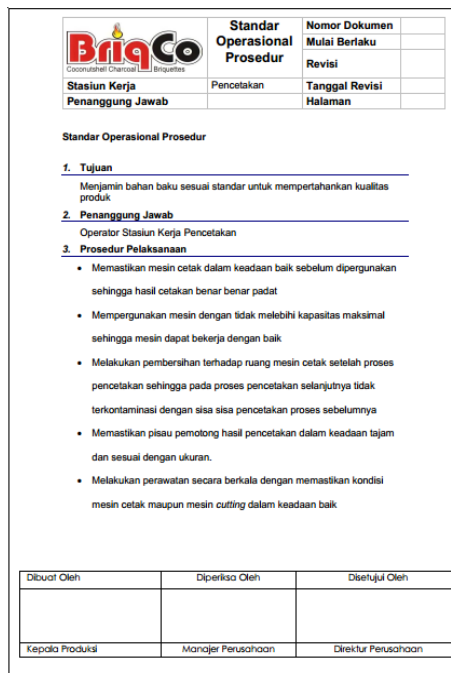 BriqCo
Coconutshell Charcoal Briquettes
Standar
Operasional
Prosedur
Nomor Dokumen
Mulai Berlaku
Revisi
Stasiun Kerja
Pencetakan
Tanggal Revisi
Penanggung Jawab
Halaman
Standar Operasional Prosedur
1. Tujuan
Menjamin bahan baku sesuai standar untuk mempertahankan kualitas
produk
2. Penanggung Jawab
Operator Stasiun Kerja Pencetakan
3. Prosedur Pelaksanaan
• Memastikan mesin cetak dalam keadaan baik sebelum dipergunakan
sehingga hasil cetakan benar benar padat
• Mempergunakan mesin dengan tidak melebihi kapasitas maksimal
sehingga mesin dapat bekerja dengan baik
• Melakukan pembersihan terhadap ruang mesin cetak setelah proses
pencetakan sehingga pada proses pencetakan selanjutnya tidak
terkontaminasi dengan sisa sisa pencetakan proses sebelumnya
• Memastikan pisau pemotong hasil pencetakan dalam keadaan tajam
dan sesuai dengan ukuran.
• Melakukan perawatan secara berkala dengan memastikan kondisi
mesin cetak maupun mesin cutting dalam keadaan baik
Dibuat Oleh
Diperiksa Oleh
Disetujui Oleh
Kepala Produksi
Manajer Perusahaan
Direktur Perusahaan